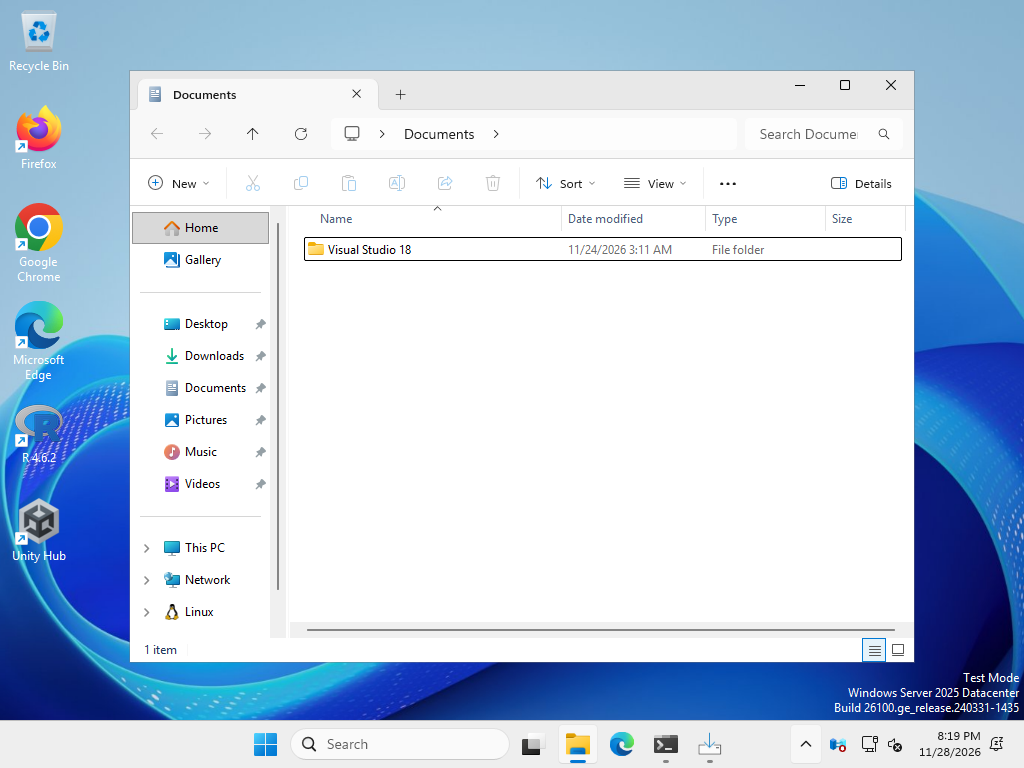 Recycle Bin
Firefox
Google
Chrome
Microsoft
Edge
R 4.6.2
Unity Hub
Documents
Documents
Search Docume
New
Sort
View
Details
Home
Gallery
Desktop
Downloads
Documents
Pictures
Music
Videos
This PC
Network
Linux
Name Date modified Type Size
Visual Studio 18 11/24/2026 3:11 AM File folder
1 item
Test Mode
Windows Server 2025 Datacenter
Build 26100.ge_release.240331-1435
Search
8:19 PM
11/28/2026